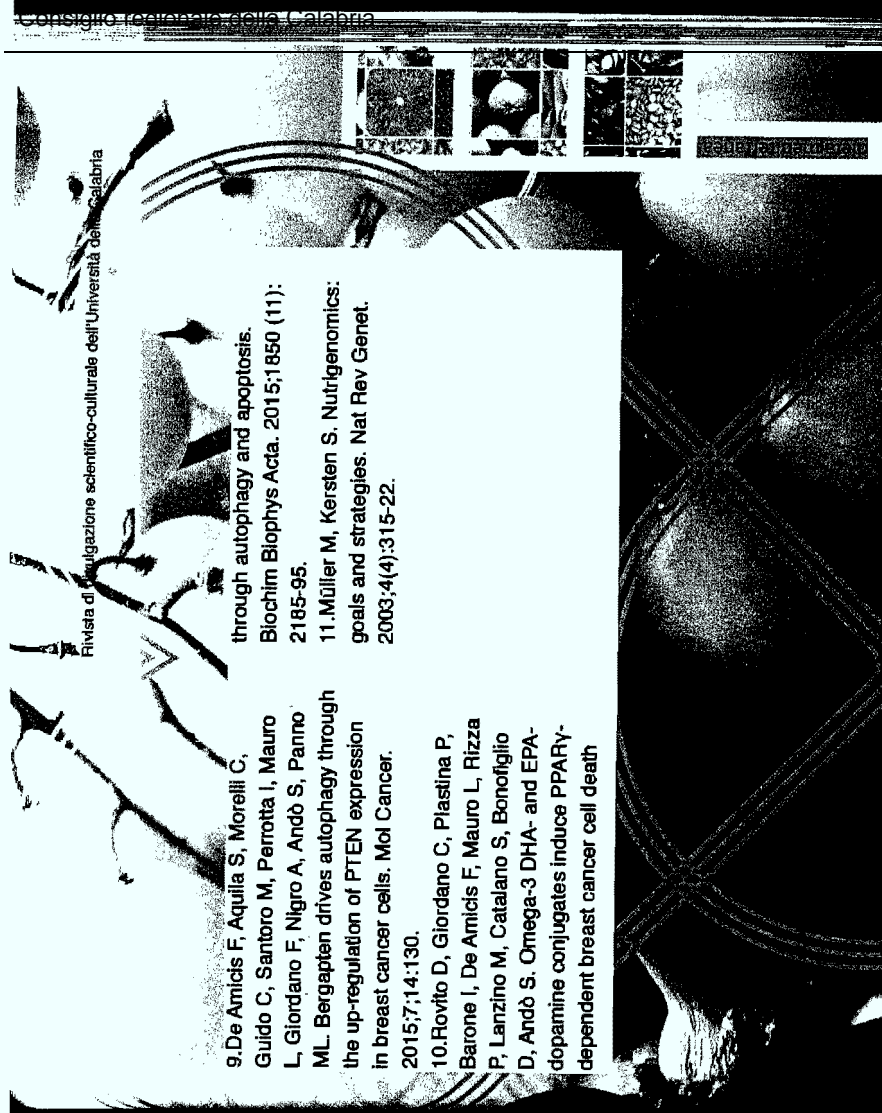 Consiglio regionale della Calabria
Rivista di divulgazione scientifico-culturale dell'Università della Calabria
9.De Amicis F, Aquila S, Morelli C,
Guido C, Santoro M, Perrotta I, Mauro
L, Giordano F, Nigro A, Andò S, Panno
ML. Bergapten drives autophagy through
the up-regulation of PTEN expression
in breast cancer cells. Mol Cancer.
2015;7;14:130.
10.Rovito D, Giordano C, Plastina P,
Barone I, De Amicis F, Mauro L, Rizza
P, Lanzino M, Catalano S, Bonofiglio
D, Andò S. Omega-3 DHA- and EPA-
dopamine conjugates induce PPARγ-
dependent breast cancer cell death
through autophagy and apoptosis.
Biochim Biophys Acta. 2015;1850 (11):
2185-95.
11.Müller M, Kersten S. Nutrigenomics:
goals and strategies. Nat Rev Genet.
2003;4(4):315-22.